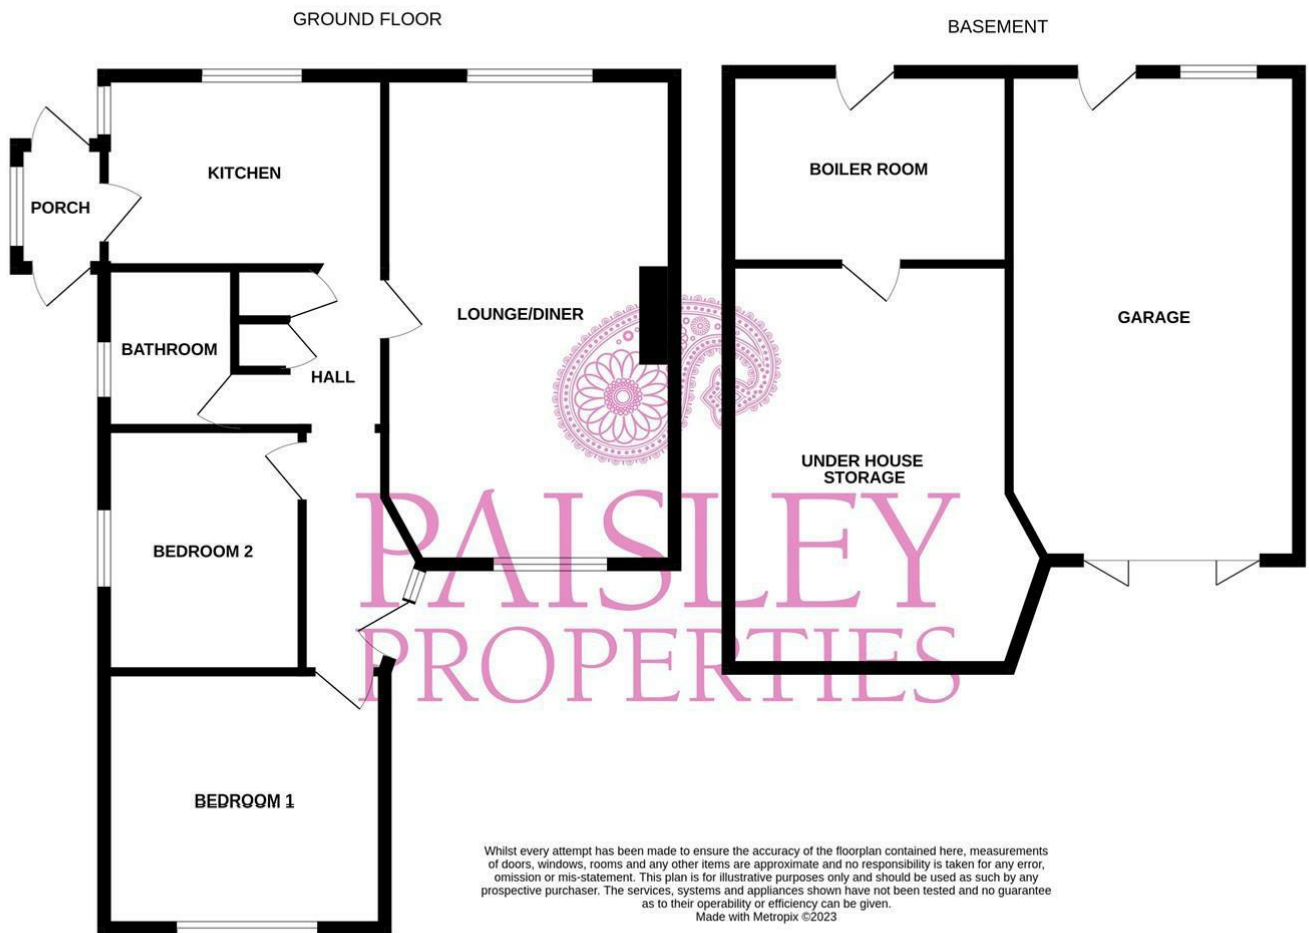 GROUND FLOOR
BASEMENT
KITCHEN
PORCH
BATHROOM
HALL
LOUNGE/DINER
BEDROOM 2
BEDROOM 1
BOILER ROOM
GARAGE
UNDER HOUSE
STORAGE
PAISLEY
PROPERTIES
Whilst every attempt has been made to ensure the accuracy of the floorplan contained here, measurements
of doors, windows, rooms and any other items are approximate and no responsibility is taken for any error,
omission or mis-statement. This plan is for illustrative purposes only and should be used as such by any
prospective purchaser. The services, systems and appliances shown have not been tested and no guarantee
as to their operability or efficiency can be given.
Made with Metropix ©2023